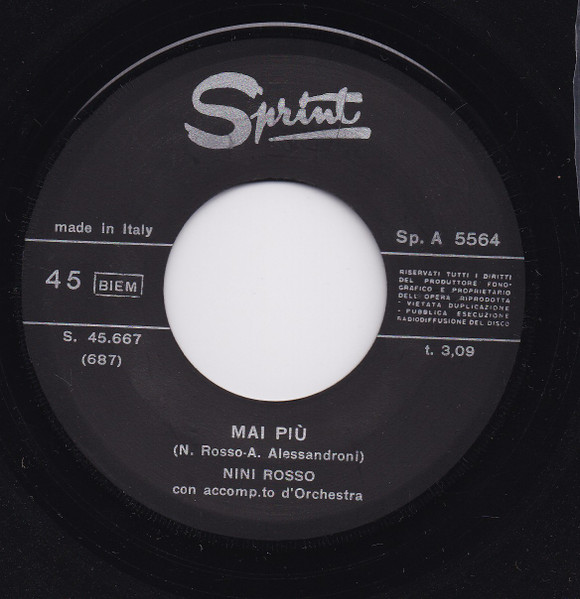 Sprint
made in Italy
Sp. A 5564
45 BIEM
RISERVATI TUTTI I DIRITTI
DEL PRODUTTORE FONO-
GRAFICO E PROPRIETARIO
DELL'OPERA RIPRODOTTA
- VIETATA DUPLICAZIONE
- PUBBLICA ESECUZIONE
RADIODIFFUSIONE DEL DISCO
S. 45.667
(687)
t. 3,09
MAI PIÙ
(N. Rosso-A. Alessandroni)
NINI ROSSO
con accomp.to d'Orchestra